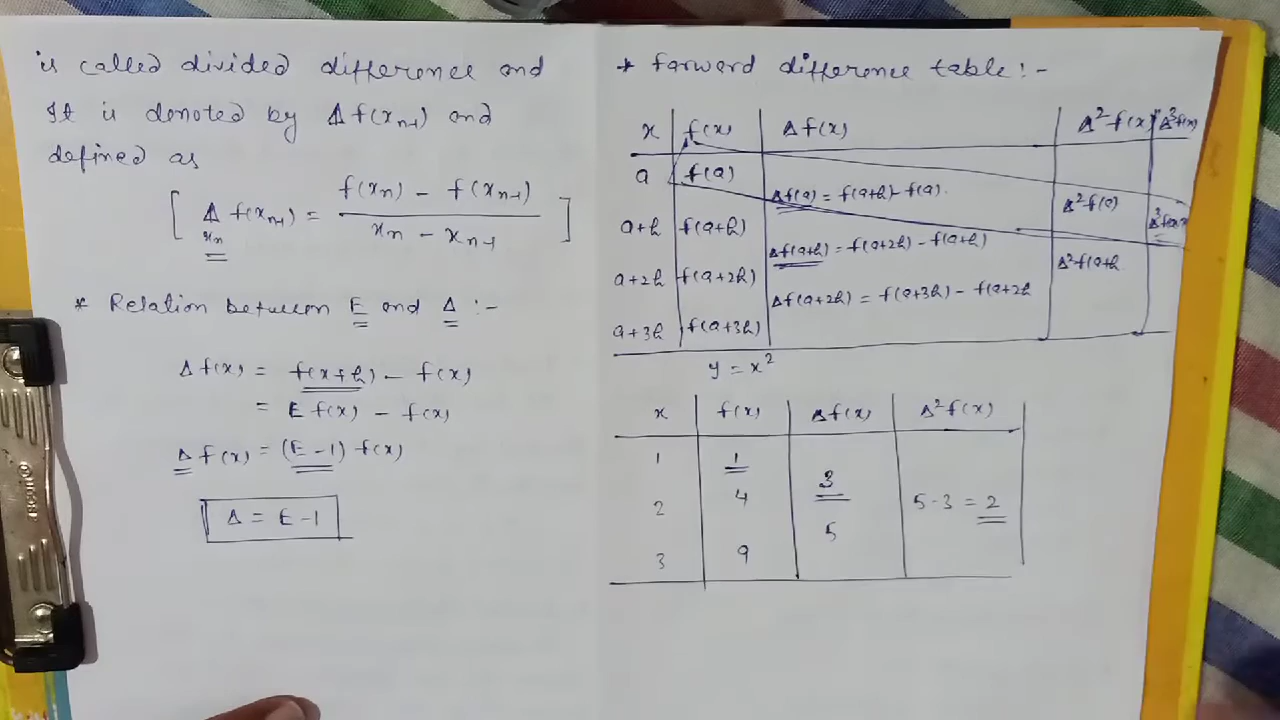 is called divided difference and
It is denoted by Δ f(xn-1) and
defined as
[ Δ f(xn-1) = f(xn) - f(xn-1) / xn - xn-1 ]
xn
* Relation between E and Δ :-
Δ f(x) = f(x+h) - f(x)
= E f(x) - f(x)
Δ f(x) = (E-1) f(x)
Δ = E-1
* Forward difference table :-
x f(x) Δf(x) Δ²f(x) Δ³f(x)
a f(a)
Δf(a) = f(a+h) - f(a). Δ²f(a)
a+h f(a+h)
Δf(a+h) = f(a+2h) - f(a+h) Δ²f(a+h
a+2h f(a+2h)
Δf(a+2h) = f(a+3h) - f(a+2h
a+3h f(a+3h)
y = x²
x f(x) Δf(x) Δ²f(x)
1 1
3
2 4 5-3 = 2
5
3 9